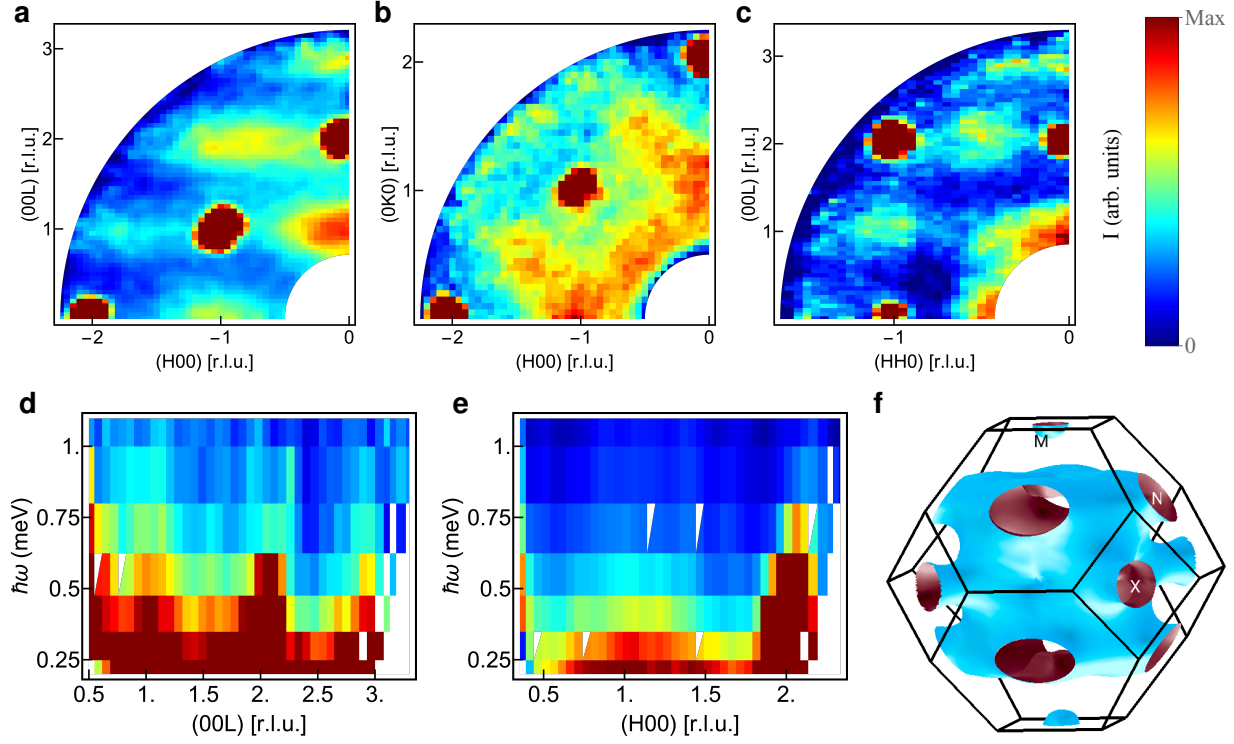 a
b
c
(00L) [r.l.u.]
3
2
1
−2
−1
0
(H00) [r.l.u.]
(0K0) [r.l.u.]
2
1
−2
−1
0
(H00) [r.l.u.]
(00L) [r.l.u.]
3
2
1
−1
0
(HH0) [r.l.u.]
Max
I (arb. units)
0
d
e
f
ℏω (meV)
1.
0.75
0.5
0.25
0.5
1.
1.5
2.0
2.5
3.
(00L) [r.l.u.]
ℏω (meV)
1.
0.75
0.5
0.25
0.5
1.
1.5
2.
(H00) [r.l.u.]
M
N
X